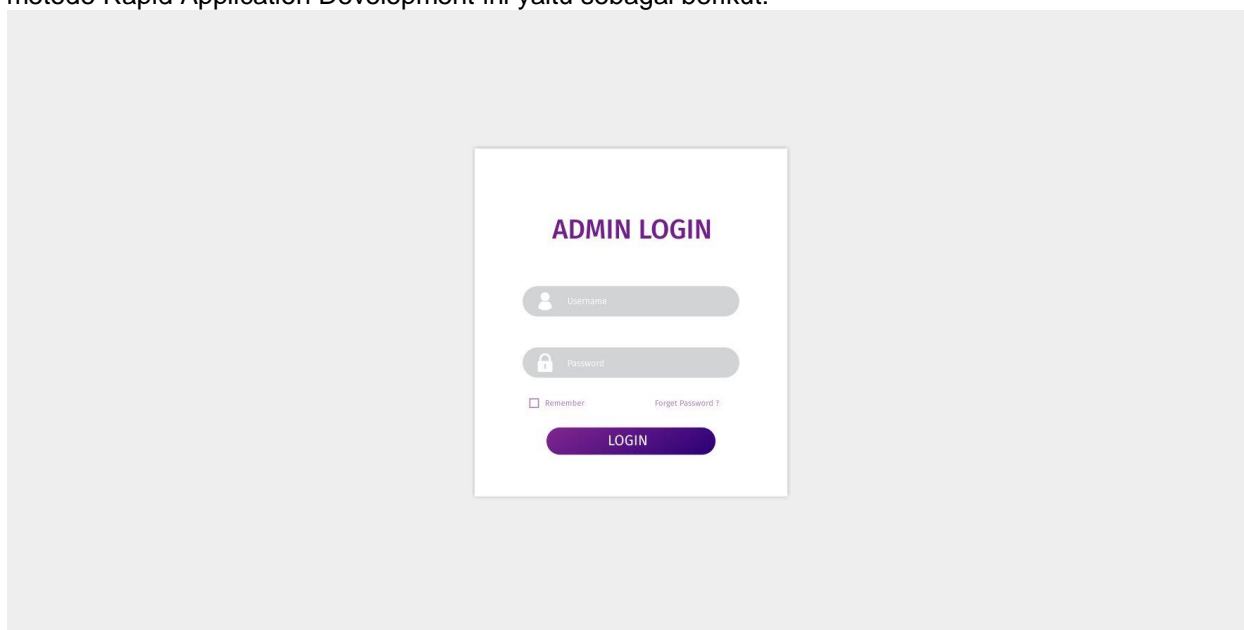 metode Rapid Application Development ini yaitu sebagai berikut:
ADMIN LOGIN
Username
Password
Remember
Forget Password ?
LOGIN